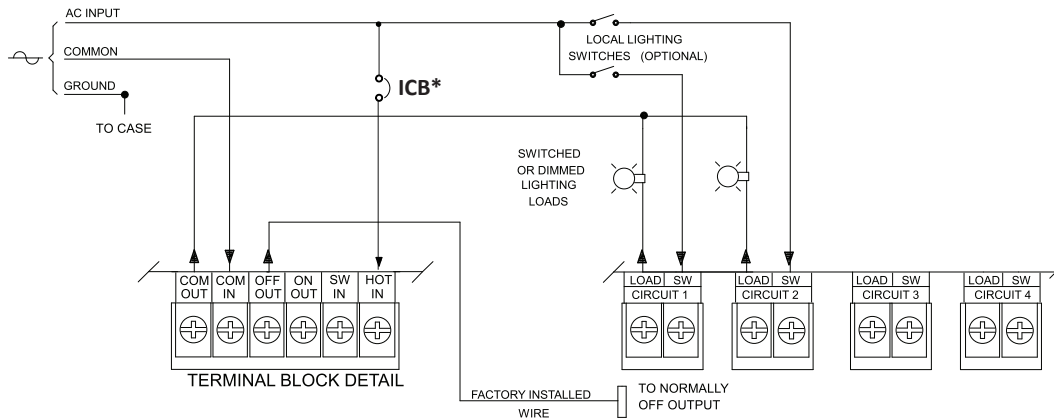 AC INPUT
COMMON
GROUND
TO CASE
ICB*
LOCAL LIGHTING
SWITCHES (OPTIONAL)
SWITCHED
OR DIMMED
LIGHTING
LOADS
COM OUT
COM IN
OFF OUT
ON OUT
SW IN
HOT IN
TERMINAL BLOCK DETAIL
LOAD SW
CIRCUIT 1
LOAD SW
CIRCUIT 2
LOAD SW
CIRCUIT 3
LOAD SW
CIRCUIT 4
FACTORY INSTALLED
WIRE
TO NORMALLY
OFF OUTPUT